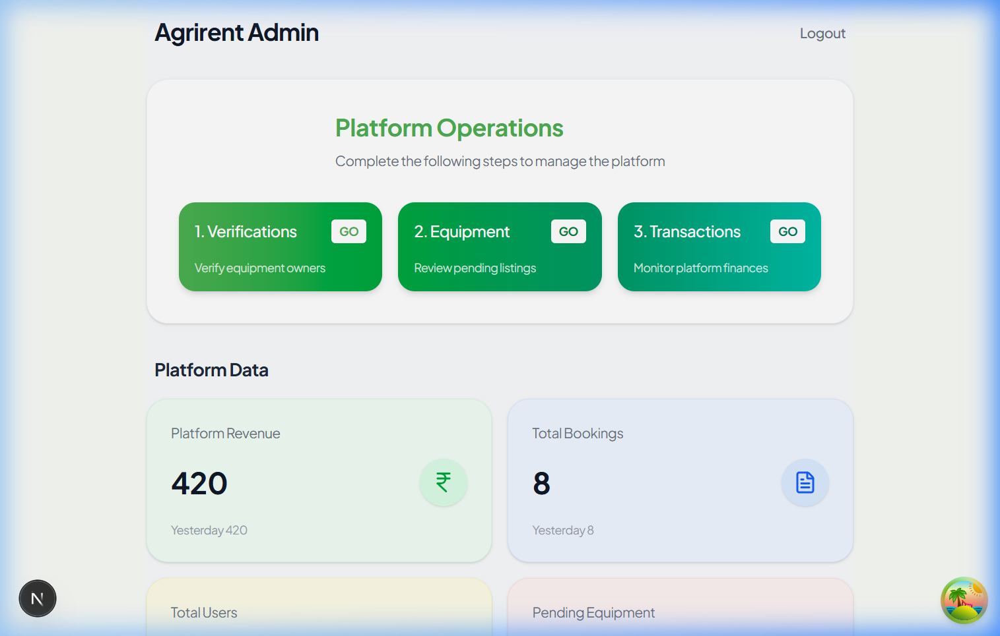 Agrirent Admin
Logout
Platform Operations
Complete the following steps to manage the platform
1. Verifications
GO
Verify equipment owners
2. Equipment
GO
Review pending listings
3. Transactions
GO
Monitor platform finances
Platform Data
Platform Revenue
420
₹
Yesterday 420
Total Bookings
8
Yesterday 8
Total Users
Pending Equipment
N